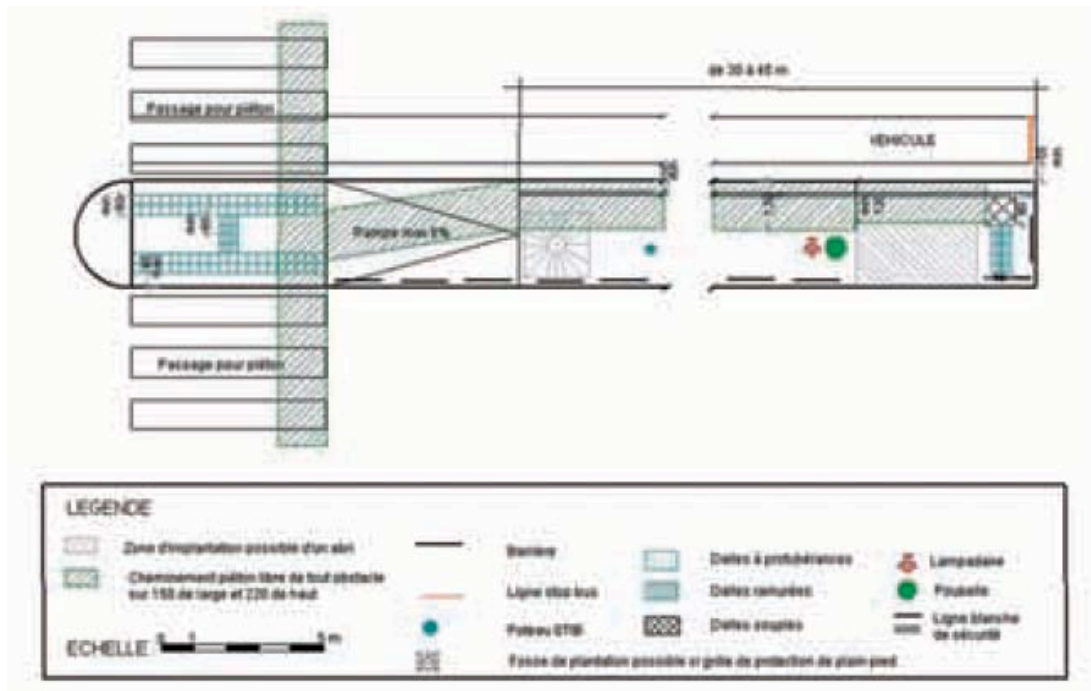 de 30 à 45 m
Passage pour piéton
VEHICULE
Rampe max 8%
Passage pour piéton
LEGENDE
Zone d'implantation possible d'un abri
Cheminement piéton libre de tout obstacle
sur 150 de large et 220 de haut
ECHELLE 0 1 5 m
Barrière
Ligne stop bus
Poteau STIB
Fosse de plantation possible si grille de protection de plain-pied
Dalles à protubérances
Dalles rainurées
Dalles souples
Lampadaire
Poubelle
Ligne blanche
de sécurité